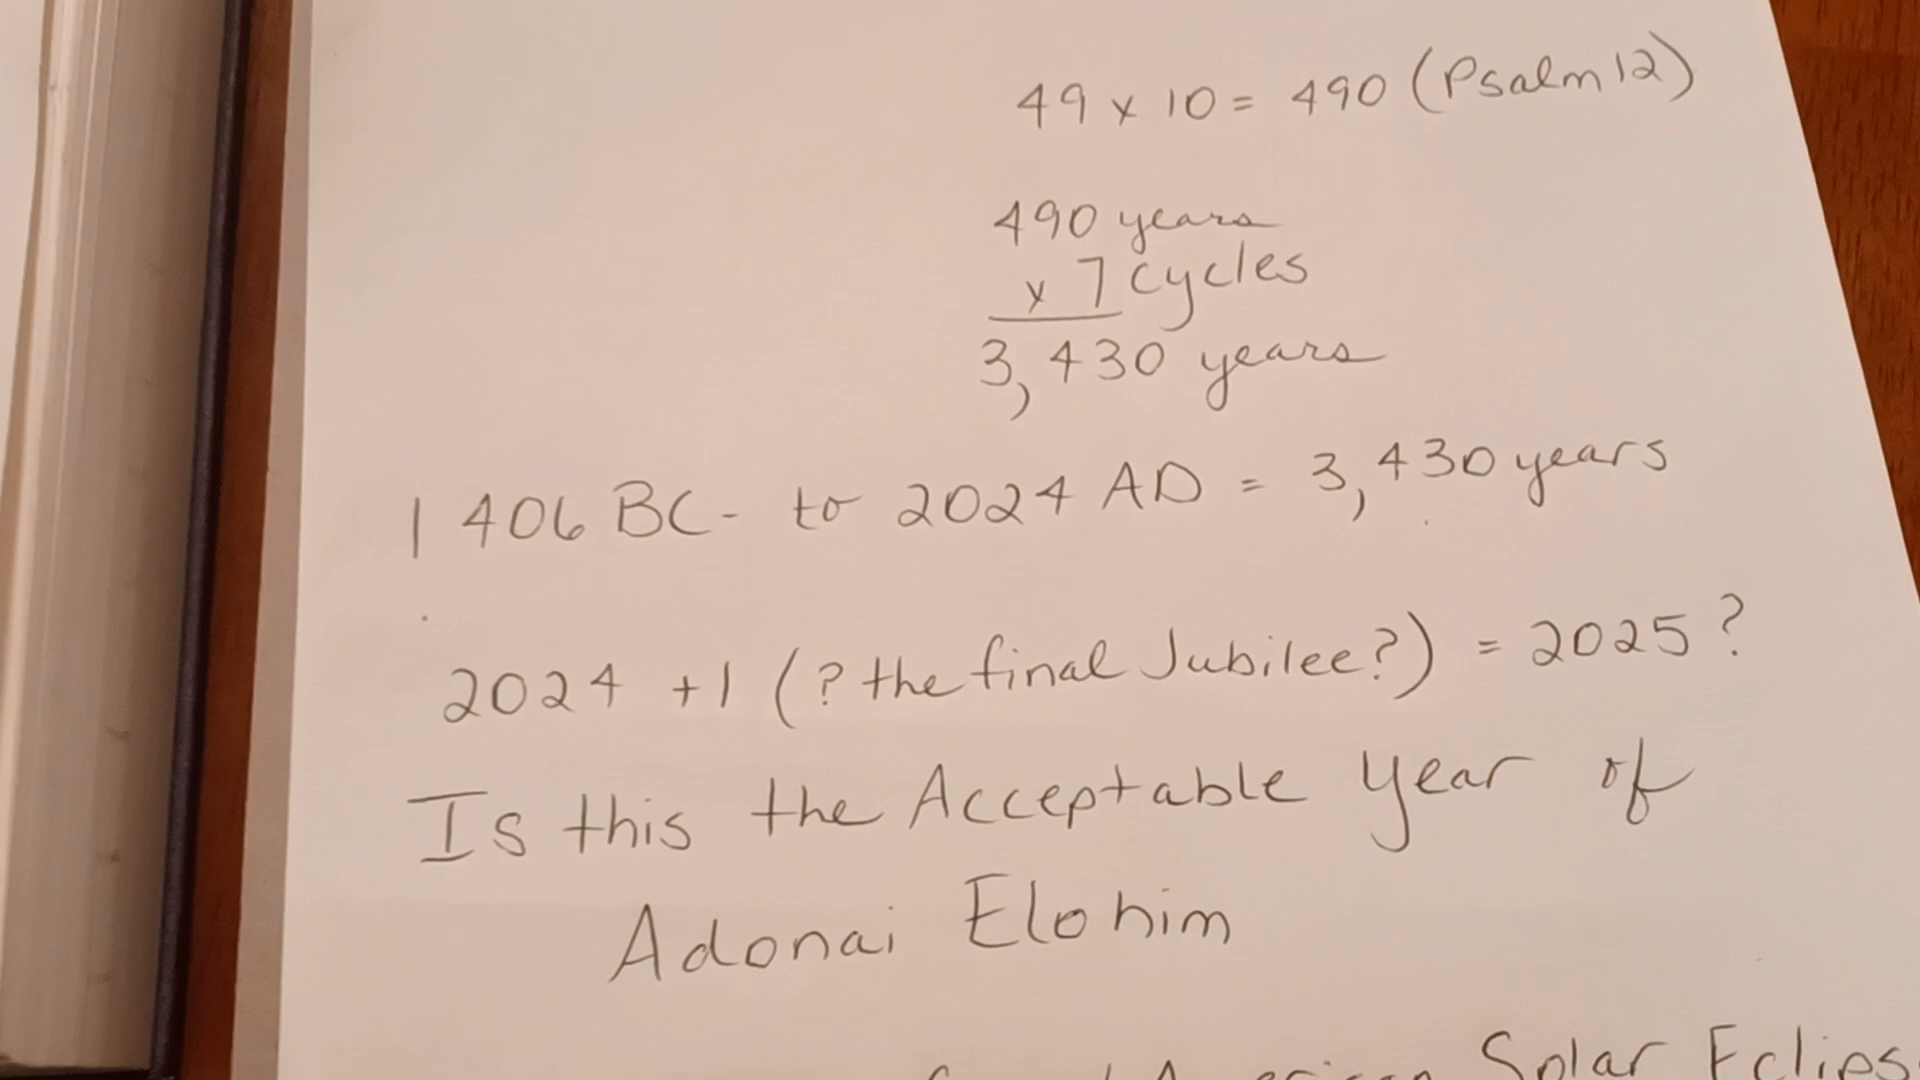 49 x 10 = 490 (Psalm 12)
490 years
x 7 cycles
3,430 years
1406 BC- to 2024 AD = 3,430 years
2024 +1 (? the final Jubilee?) = 2025?
Is this the Acceptable Year of
Adonai Elohim
Solar Eclips